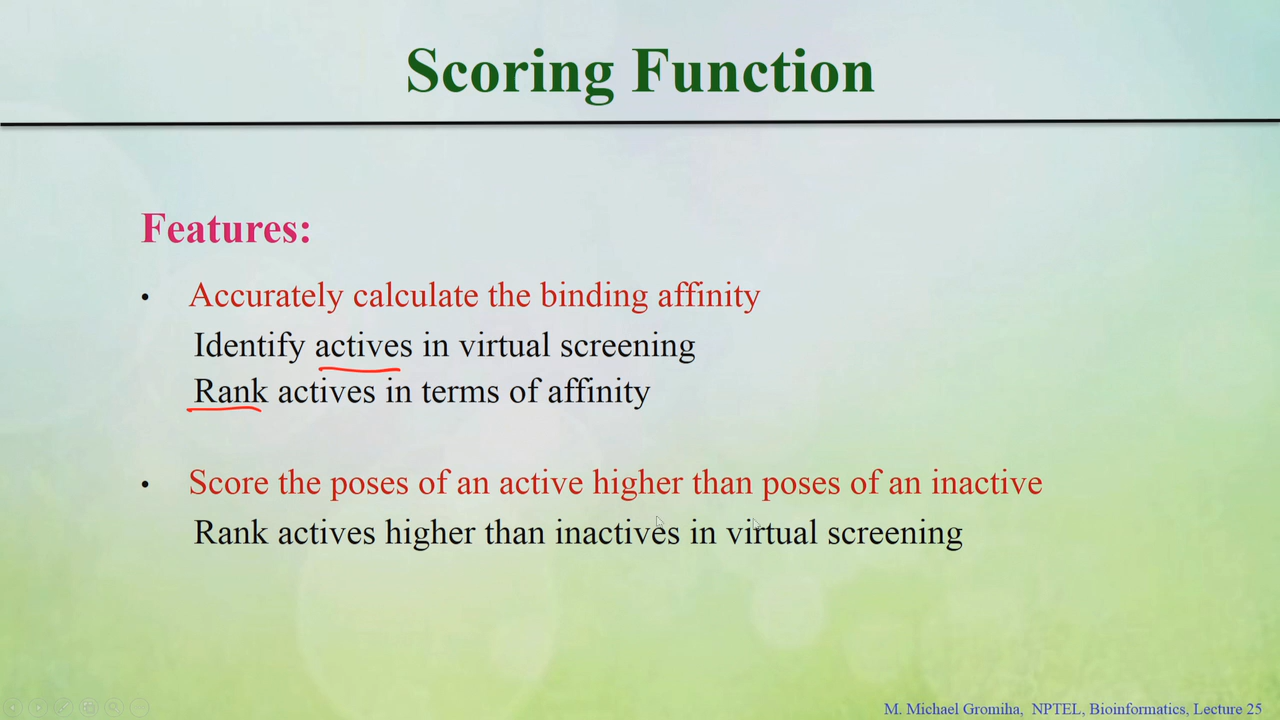 Scoring Function
Features:
• Accurately calculate the binding affinity
Identify actives in virtual screening
Rank actives in terms of affinity
• Score the poses of an active higher than poses of an inactive
Rank actives higher than inactives in virtual screening
M. Michael Gromiha, NPTEL, Bioinformatics, Lecture 25